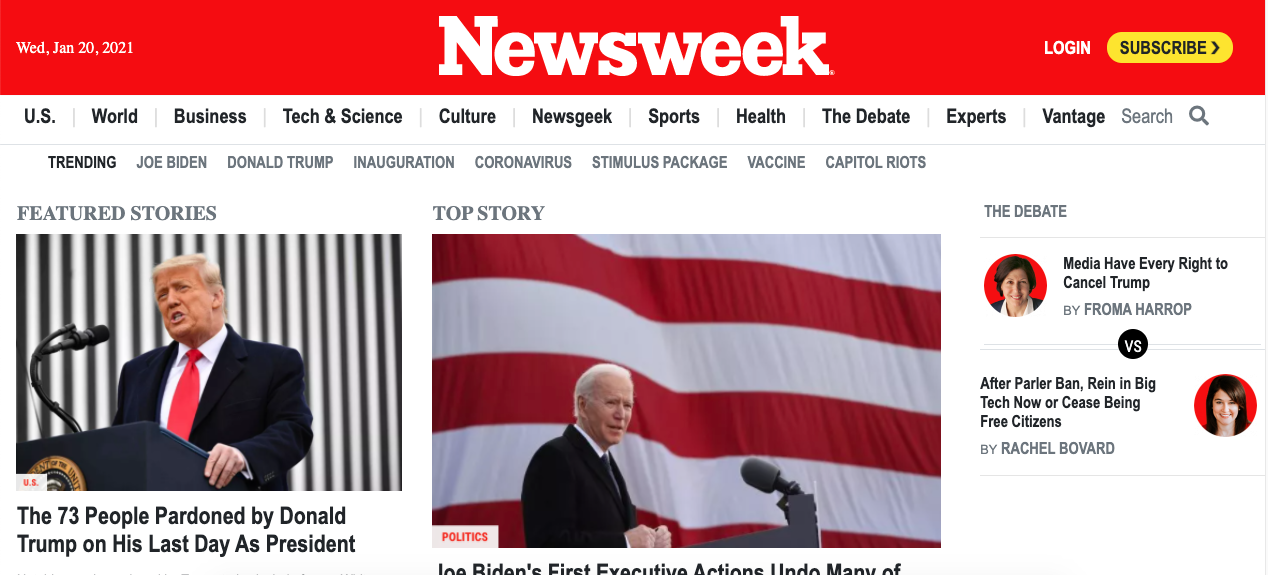 Wed, Jan 20, 2021
Newsweek
LOGIN
SUBSCRIBE ❯
U.S. | World | Business | Tech & Science | Culture | Newsgeek | Sports | Health | The Debate | Experts | Vantage
Search
TRENDING JOE BIDEN DONALD TRUMP INAUGURATION CORONAVIRUS STIMULUS PACKAGE VACCINE CAPITOL RIOTS
FEATURED STORIES
U.S.
The 73 People Pardoned by Donald
Trump on His Last Day As President
TOP STORY
POLITICS
Joe Biden's First Executive Actions Undo Many of
THE DEBATE
Media Have Every Right to
Cancel Trump
BY FROMA HARROP
VS
After Parler Ban, Rein in Big
Tech Now or Cease Being
Free Citizens
BY RACHEL BOVARD